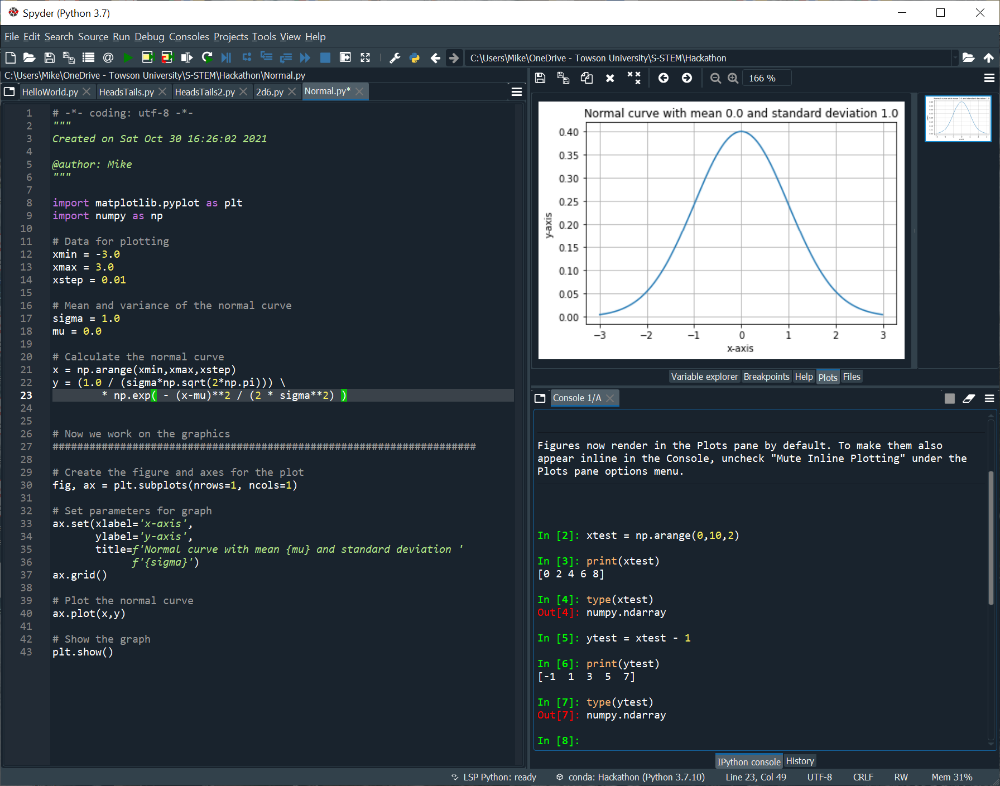 Spyder (Python 3.7)
File Edit Search Source Run Debug Consoles Projects Tools View Help
C:\Users\Mike\OneDrive - Towson University\S-STEM\Hackathon
C:\Users\Mike\OneDrive - Towson University\S-STEM\Hackathon\Normal.py
HelloWorld.py HeadsTails.py HeadsTails2.py 2d6.py Normal.py*
1 # -*- coding: utf-8 -*-
2 """
3 Created on Sat Oct 30 16:26:02 2021
4
5 @author: Mike
6 """
7
8 import matplotlib.pyplot as plt
9 import numpy as np
10
11 # Data for plotting
12 xmin = -3.0
13 xmax = 3.0
14 xstep = 0.01
15
16 # Mean and variance of the normal curve
17 sigma = 1.0
18 mu = 0.0
19
20 # Calculate the normal curve
21 x = np.arange(xmin,xmax,xstep)
22 y = (1.0 / (sigma*np.sqrt(2*np.pi))) \
23         * np.exp( - (x-mu)**2 / (2 * sigma**2) )
24
25
26 # Now we work on the graphics
27 #####################################################################
28
29 # Create the figure and axes for the plot
30 fig, ax = plt.subplots(nrows=1, ncols=1)
31
32 # Set parameters for graph
33 ax.set(xlabel='x-axis',
34        ylabel='y-axis',
35        title=f'Normal curve with mean {mu} and standard deviation '
36              f'{sigma}')
37 ax.grid()
38
39 # Plot the normal curve
40 ax.plot(x,y)
41
42 # Show the graph
43 plt.show()
166 %
Normal curve with mean 0.0 and standard deviation 1.0
0.40
0.35
0.30
0.25
0.20
0.15
0.10
0.05
0.00
y-axis
−3 −2 −1 0 1 2 3
x-axis
Normal curve with mean 0.0 and standard deviation 1.0
Variable explorer Breakpoints Help Plots Files
Console 1/A
Figures now render in the Plots pane by default. To make them also
appear inline in the Console, uncheck "Mute Inline Plotting" under the
Plots pane options menu.
In [2]: xtest = np.arange(0,10,2)
In [3]: print(xtest)
[0 2 4 6 8]
In [4]: type(xtest)
Out[4]: numpy.ndarray
In [5]: ytest = xtest - 1
In [6]: print(ytest)
[-1  1  3  5  7]
In [7]: type(ytest)
Out[7]: numpy.ndarray
In [8]:
IPython console History
LSP Python: ready conda: Hackathon (Python 3.7.10) Line 23, Col 49 UTF-8 CRLF RW Mem 31%